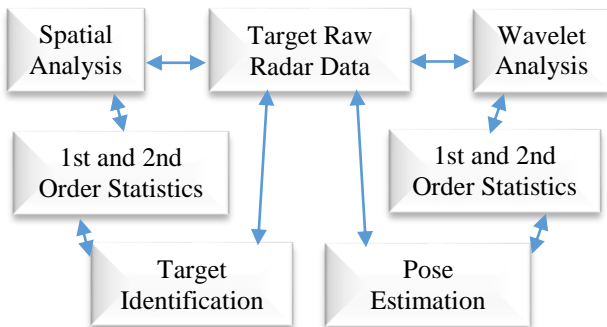 Spatial
Analysis
Target Raw
Radar Data
Wavelet
Analysis
1st and 2nd
Order Statistics
1st and 2nd
Order Statistics
Target
Identification
Pose
Estimation